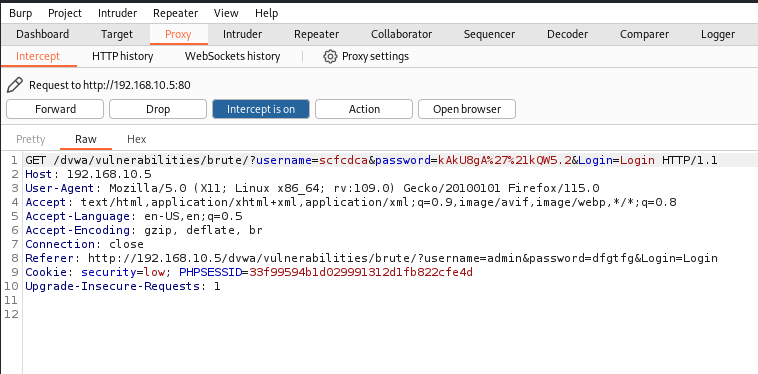 Burp Project Intruder Repeater View Help
Dashboard Target Proxy Intruder Repeater Collaborator Sequencer Decoder Comparer Logger
Intercept HTTP history WebSockets history Proxy settings
Request to http://192.168.10.5:80
Forward Drop Intercept is on Action Open browser
Pretty Raw Hex
1 GET /dvwa/vulnerabilities/brute/?username=scfcdca&password=kAkU8gA%27%21kQW5.2&Login=Login HTTP/1.1
2 Host: 192.168.10.5
3 User-Agent: Mozilla/5.0 (X11; Linux x86_64; rv:109.0) Gecko/20100101 Firefox/115.0
4 Accept: text/html,application/xhtml+xml,application/xml;q=0.9,image/avif,image/webp,*/*;q=0.8
5 Accept-Language: en-US,en;q=0.5
6 Accept-Encoding: gzip, deflate, br
7 Connection: close
8 Referer: http://192.168.10.5/dvwa/vulnerabilities/brute/?username=admin&password=dfgtfg&Login=Login
9 Cookie: security=low; PHPSESSID=33f99594b1d029991312d1fb822cfe4d
10 Upgrade-Insecure-Requests: 1
11
12